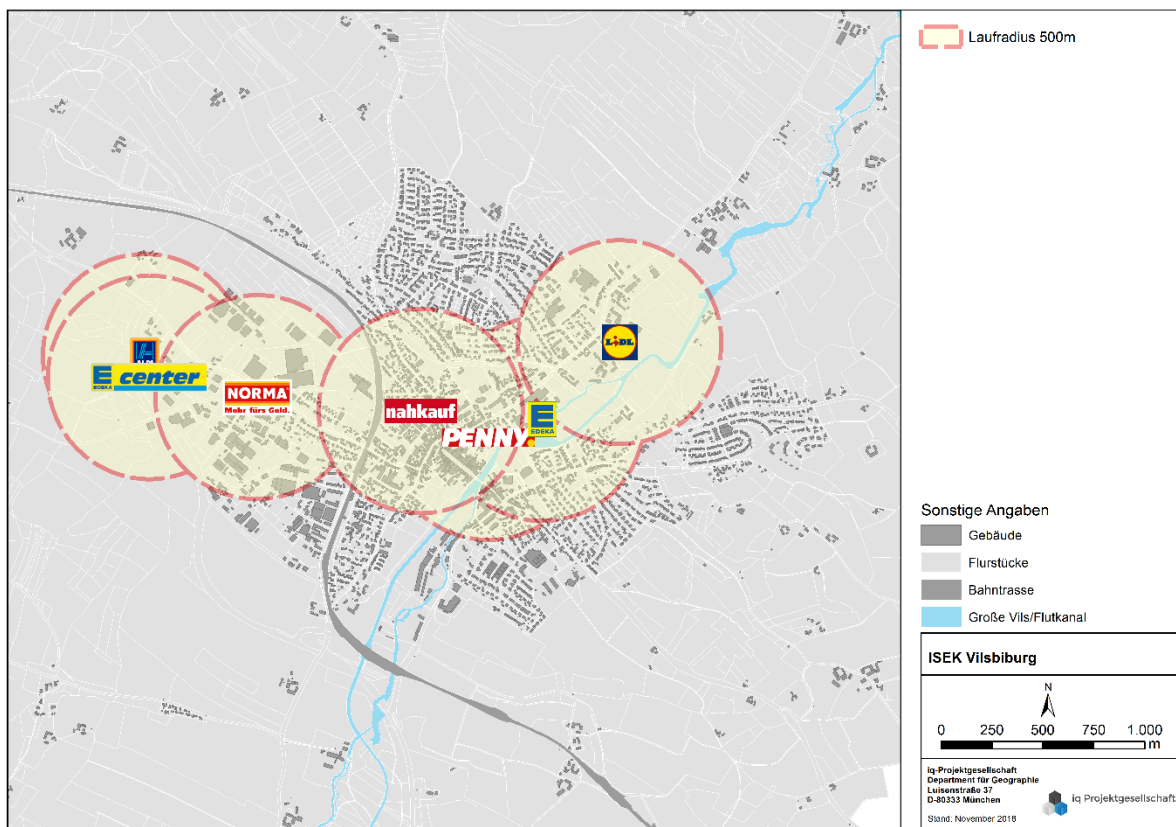 Laufradius 500m
ALDI
E
EDEKA
center
NORMA
Mehr fürs Geld.
nahkauf
PENNY.
E
EDEKA
LIDL
Sonstige Angaben
Gebäude
Flurstücke
Bahntrasse
Große Vils/Flutkanal
ISEK Vilsbiburg
N
0 250 500 750 1.000
m
iq-Projektgesellschaft
Department für Geographie
Luisenstraße 37
D-80333 München
Stand: November 2018
iq Projektgesellschaft